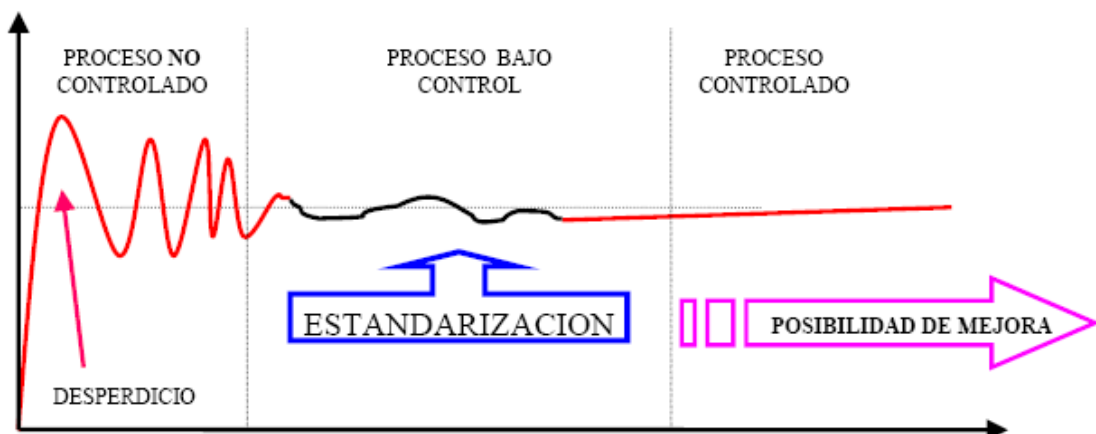 PROCESO NO
CONTROLADO
PROCESO BAJO
CONTROL
PROCESO
CONTROLADO
ESTANDARIZACION
POSIBILIDAD DE MEJORA
DESPERDICIO